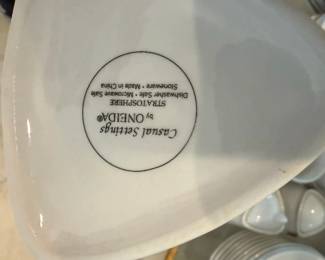 Casual Settings
by ONEIDA®
STRATOSPHERE
Dishwasher Safe • Microwave Safe
Stoneware • Made in China